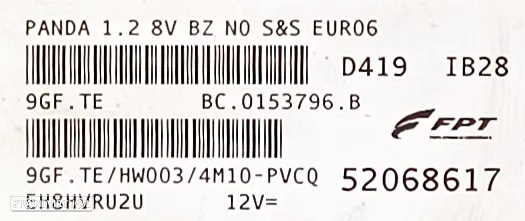 PANDA 1.2 8V BZ NO S&S EURO6
D419 IB28
9GF.TE BC.0153796.B
FPT
9GF.TE/HW003/4M10-PVCQ 52068617
EH8HVRU2U 12V=